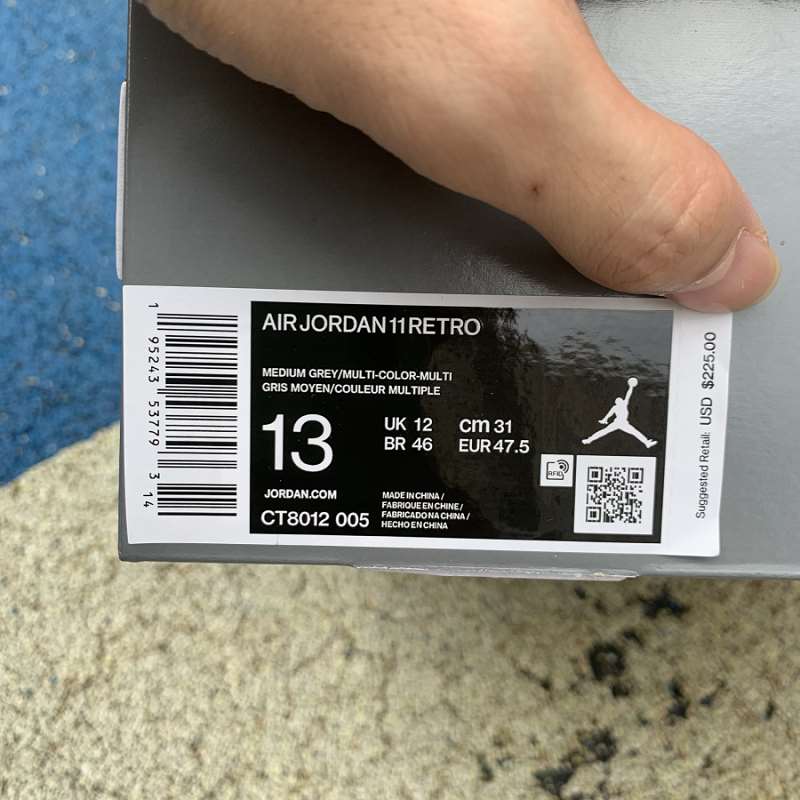 AIR JORDAN 11 RETRO
MEDIUM GREY/MULTI-COLOR-MULTI
GRIS MOYEN/COULEUR MULTIPLE
13
UK 12
BR 46
cm 31
EUR 47.5
JORDAN.COM
CT8012 005
MADE IN CHINA /
FABRIQUE EN CHINE /
FABRICADO NA CHINA /
HECHO EN CHINA
RFID
1 95243 53779 3 14
Suggested Retail: USD $225.00